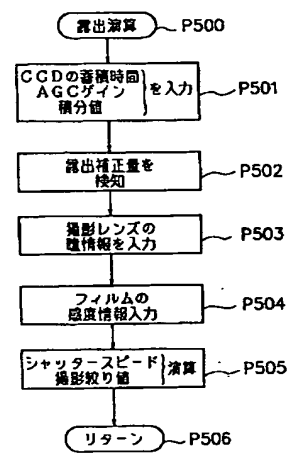 露出演算 P500
CCDの蓄積時間
AGCゲイン
積分値
}を入力 P501
露出補正量を
検知 P502
撮影レンズの
瞳情報を入力 P503
フィルムの
感度情報入力 P504
シャッタースピード
撮影絞り値
}演算 P505
リターン P506